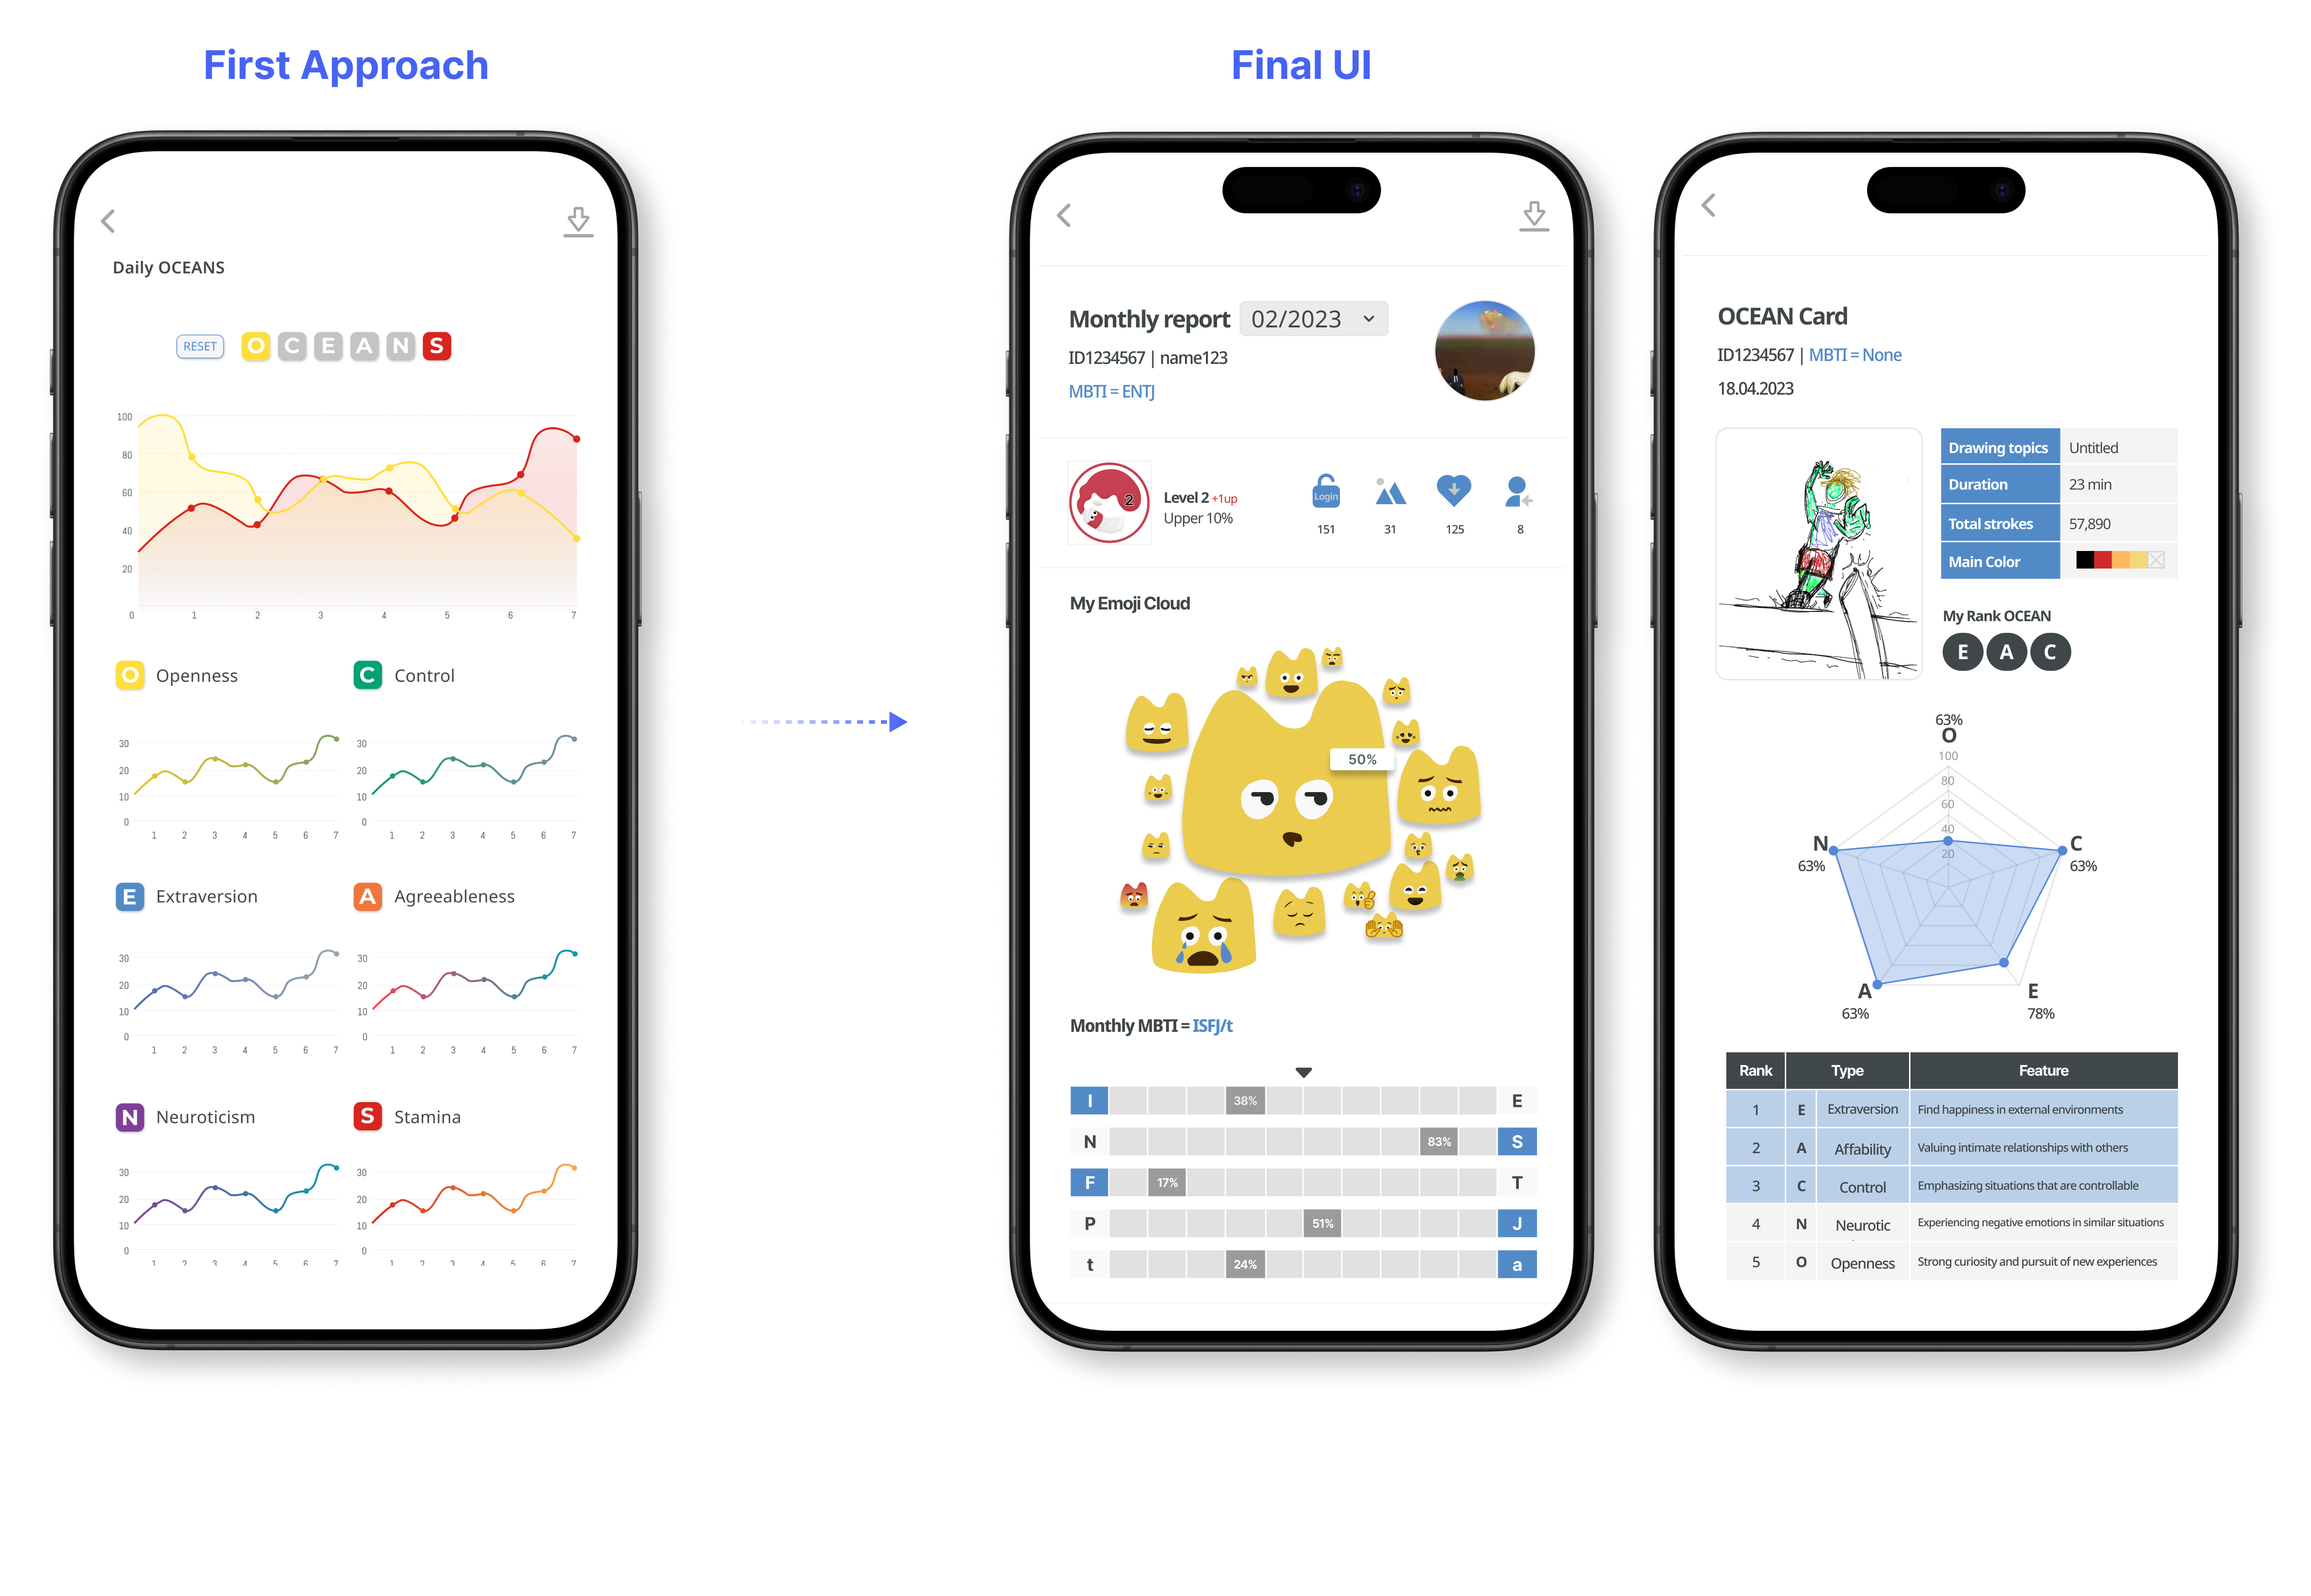 First Approach
Final UI
Daily OCEANS
RESET O C E A N S
100
80
60
40
20
0 1 2 3 4 5 6 7
O Openness C Control
30 30
20 20
10 10
0 0
1 2 3 4 5 6 7 1 2 3 4 5 6 7
E Extraversion A Agreeableness
30 30
20 20
10 10
0 0
1 2 3 4 5 6 7 1 2 3 4 5 6 7
N Neuroticism S Stamina
30 30
20 20
10 10
0 0
1 2 3 4 5 6 7 1 2 3 4 5 6 7
Monthly report 02/2023
ID1234567 | name123
MBTI = ENTJ
2
Level 2 +1up
Upper 10%
Login
151 31 125 8
My Emoji Cloud
50%
Monthly MBTI = ISFJ/t
I 38% E
N 83% S
F 17% T
P 51% J
t 24% a
OCEAN Card
ID1234567 | MBTI = None
18.04.2023
Drawing topics Untitled
Duration 23 min
Total strokes 57,890
Main Color
My Rank OCEAN
E A C
63%
O
100
80
60
40
20
N
63%
C
63%
A
63%
E
78%
Rank Type Feature
1 E Extraversion Find happiness in external environments
2 A Affability Valuing intimate relationships with others
3 C Control Emphasizing situations that are controllable
4 N Neurotic Experiencing negative emotions in similar situations
5 O Openness Strong curiosity and pursuit of new experiences